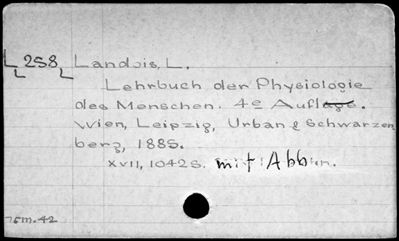 L 258 Landois, L.
Lehrbuch der Physiologie
des Menschen. 4e Auflage.
Wien, Leipzig, Urban & Schwarzen
berg, 1885.
XVII, 1042 S. mit Abb